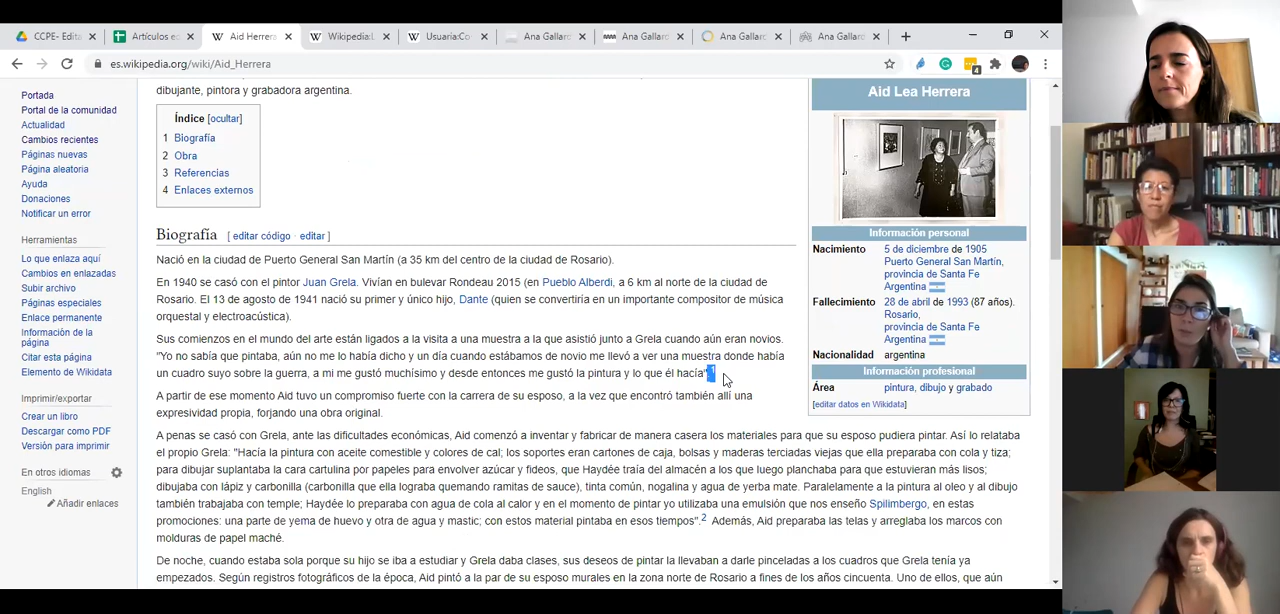 CCPE- Edita
Artículos ed
Aid Herrera
Wikipedia:L
Usuaria:Co
Ana Gallard
Ana Gallard
Ana Gallard
Ana Gallard
es.wikipedia.org/wiki/Aid_Herrera
4
Portada
Portal de la comunidad
Actualidad
Cambios recientes
Páginas nuevas
Página aleatoria
Ayuda
Donaciones
Notificar un error
Herramientas
Lo que enlaza aquí
Cambios en enlazadas
Subir archivo
Páginas especiales
Enlace permanente
Información de la
página
Citar esta página
Elemento de Wikidata
Imprimir/exportar
Crear un libro
Descargar como PDF
Versión para imprimir
En otros idiomas
English
Añadir enlaces
dibujante, pintora y grabadora argentina.
Índice [ocultar]
1 Biografía
2 Obra
3 Referencias
4 Enlaces externos
Biografía [ editar código · editar ]
Nació en la ciudad de Puerto General San Martín (a 35 km del centro de la ciudad de Rosario).
En 1940 se casó con el pintor Juan Grela. Vivían en bulevar Rondeau 2015 (en Pueblo Alberdi, a 6 km al norte de la ciudad de
Rosario. El 13 de agosto de 1941 nació su primer y único hijo, Dante (quien se convertiría en un importante compositor de música
orquestal y electroacústica).
Sus comienzos en el mundo del arte están ligados a la visita a una muestra a la que asistió junto a Grela cuando aún eran novios.
"Yo no sabía que pintaba, aún no me lo había dicho y un día cuando estábamos de novio me llevó a ver una muestra donde había
un cuadro suyo sobre la guerra, a mi me gustó muchísimo y desde entonces me gustó la pintura y lo que él hacía".1
A partir de ese momento Aid tuvo un compromiso fuerte con la carrera de su esposo, a la vez que encontró también allí una
expresividad propia, forjando una obra original.
A penas se casó con Grela, ante las dificultades económicas, Aid comenzó a inventar y fabricar de manera casera los materiales para que su esposo pudiera pintar. Así lo relataba
el propio Grela: "Hacía la pintura con aceite comestible y colores de cal; los soportes eran cartones de caja, bolsas y maderas terciadas viejas que ella preparaba con cola y tiza;
para dibujar suplantaba la cara cartulina por papeles para envolver azúcar y fideos, que Haydée traía del almacén a los que luego planchaba para que estuvieran más lisos;
dibujaba con lápiz y carbonilla (carbonilla que ella lograba quemando ramitas de sauce), tinta común, nogalina y agua de yerba mate. Paralelamente a la pintura al oleo y al dibujo
también trabajaba con temple; Haydée lo preparaba con agua de cola al calor y en el momento de pintar yo utilizaba una emulsión que nos enseño Spilimbergo, en estas
promociones: una parte de yema de huevo y otra de agua y mastic; con estos material pintaba en esos tiempos".2 Además, Aid preparaba las telas y arreglaba los marcos con
molduras de papel maché.
De noche, cuando estaba sola porque su hijo se iba a estudiar y Grela daba clases, sus deseos de pintar la llevaban a darle pinceladas a los cuadros que Grela tenía ya
empezados. Según registros fotográficos de la época, Aid pintó a la par de su esposo murales en la zona norte de Rosario a fines de los años cincuenta. Uno de ellos, que aún
Aid Lea Herrera
Información personal
Nacimiento 5 de diciembre de 1905
Puerto General San Martín,
provincia de Santa Fe
Argentina
Fallecimiento 28 de abril de 1993 (87 años).
Rosario,
provincia de Santa Fe
Argentina
Nacionalidad argentina
Información profesional
Área pintura, dibujo y grabado
[editar datos en Wikidata]